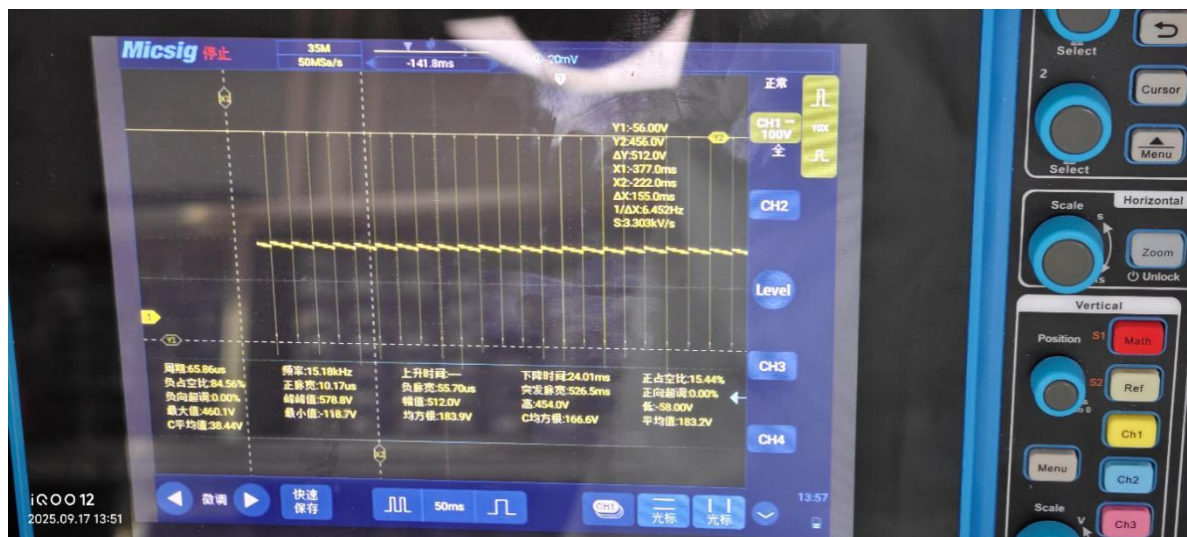 Micsig 停止
35M
50MSa/s
-141.8ms
20mV
正常
CH1
100V
全
10X
Y1:-56.00V
Y2:456.0V
ΔY:512.0V
X1:-377.0ms
X2:-222.0ms
ΔX:155.0ms
1/ΔX:6.452Hz
S:3.303kV/s
X1
Y2
1
Y1
X2
CH2
Level
CH3
CH4
周期:65.86us
频率:15.18kHz
上升时间:----
下降时间:24.01ms
正占空比:15.44%
负占空比:84.56%
正脉宽:10.17us
负脉宽:55.70us
突发脉宽:526.5ms
正向超调:0.00%
负向超调:0.00%
峰峰值:578.8V
幅值:512.0V
高:454.0V
低:-58.00V
最大值:460.1V
最小值:-118.7V
均方根:183.9V
C均方根:166.6V
平均值:183.2V
C平均值:38.44V
微调
快速
保存
50ms
CH1
光标
光标
13:57
Select
Cursor
2
Menu
Select
Scale
Horizontal
s
Zoom
Unlock
Vertical
Position
S1
Math
S2
Ref
Ch1
Menu
Ch2
Scale
V
Ch3
iQOO 12
2025.09.17 13:51